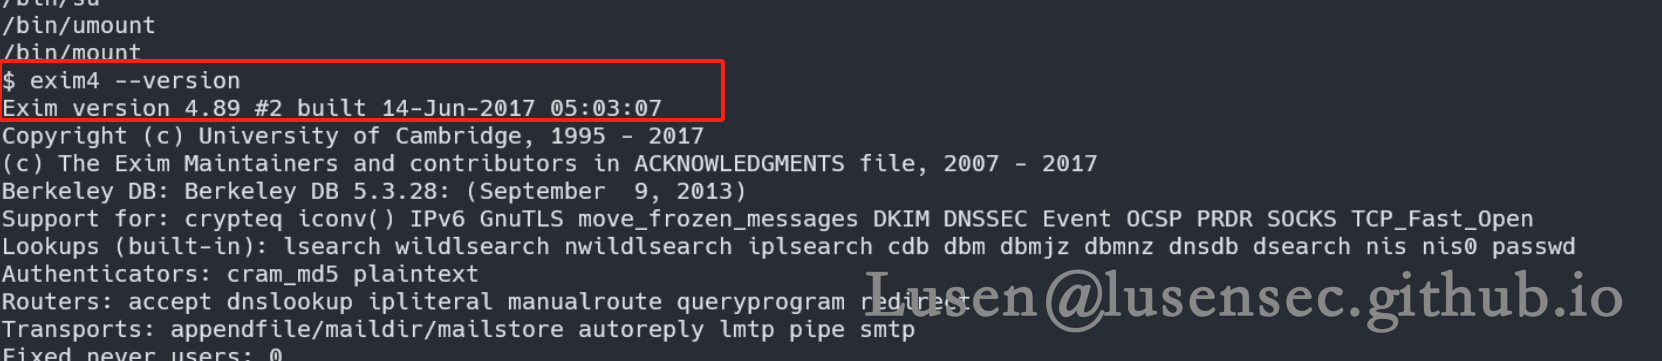 /bin/su
/bin/umount
/bin/mount
$ exim4 --version
Exim version 4.89 #2 built 14-Jun-2017 05:03:07
Copyright (c) University of Cambridge, 1995 - 2017
(c) The Exim Maintainers and contributors in ACKNOWLEDGMENTS file, 2007 - 2017
Berkeley DB: Berkeley DB 5.3.28: (September  9, 2013)
Support for: crypteq iconv() IPv6 GnuTLS move_frozen_messages DKIM DNSSEC Event OCSP PRDR SOCKS TCP_Fast_Open
Lookups (built-in): lsearch wildlsearch nwildlsearch iplsearch cdb dbm dbmjz dbmnz dnsdb dsearch nis nis0 passwd
Authenticators: cram_md5 plaintext
Routers: accept dnslookup ipliteral manualroute queryprogram redirect
Lusen@lusensec.github.io
Transports: appendfile/maildir/mailstore autoreply lmtp pipe smtp
Fixed never_users: 0